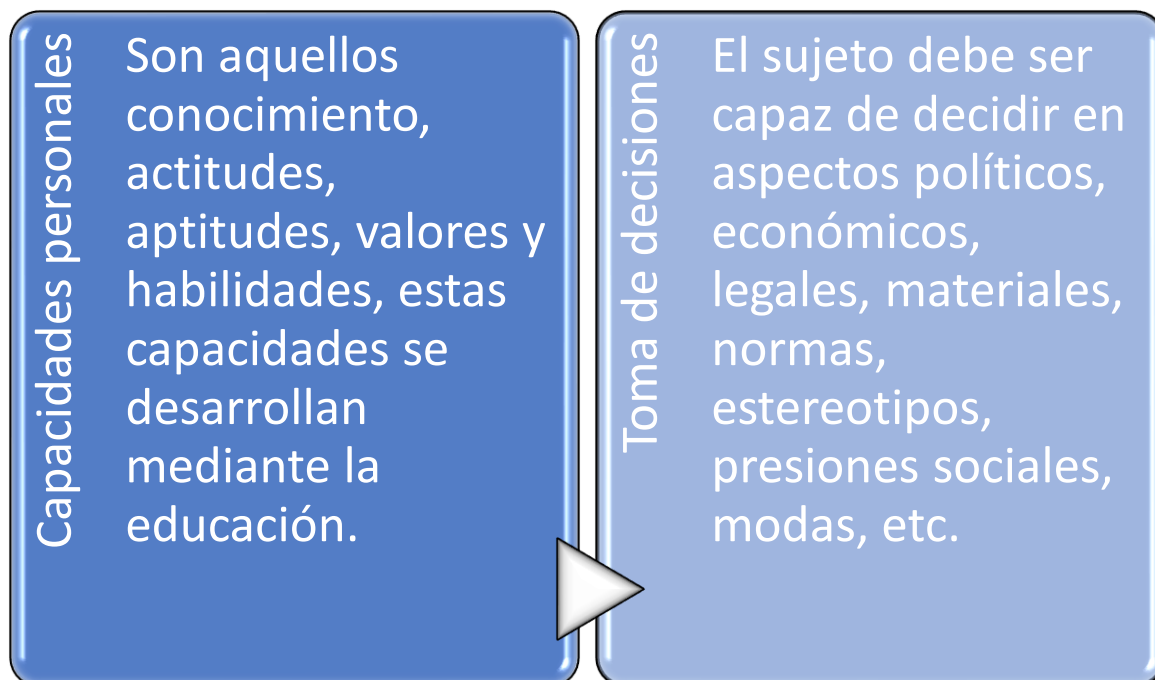 Capacidades personales
Son aquellos
conocimiento,
actitudes,
aptitudes, valores y
habilidades, estas
capacidades se
desarrollan
mediante la
educación.
Toma de decisiones
El sujeto debe ser
capaz de decidir en
aspectos políticos,
económicos,
legales, materiales,
normas,
estereotipos,
presiones sociales,
modas, etc.